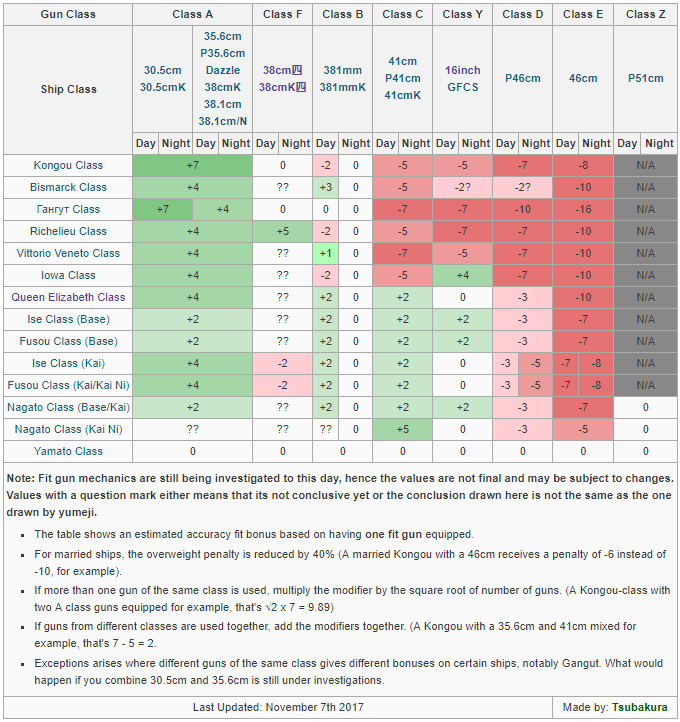 Gun Class Class A Class F Class B Class C Class Y Class D Class E Class Z
Ship Class
30.5cm
30.5cmK
35.6cm
P35.6cm
Dazzle
38cmK
38.1cm
38.1cm/N
38cm四
38cmK四
381mm
381mmK
41cm
P41cm
41cmK
16inch
GFCS
P46cm
46cm
P51cm
Day Night Day Night Day Night Day Night Day Night Day Night Day Night Day Night Day Night
Kongou Class +7 0 -2 0 -5 -5 -7 -8 N/A
Bismarck Class +4 ?? +3 0 -5 -2? -2? -10 N/A
Гангут Class +7 +4 0 0 0 -7 -7 -10 -16 N/A
Richelieu Class +4 +5 -2 0 -5 -7 -7 -10 N/A
Vittorio Veneto Class +4 ?? +1 0 -7 -5 -7 -10 N/A
Iowa Class +4 ?? -2 0 -5 +4 -7 -10 N/A
Queen Elizabeth Class +4 ?? +2 0 +2 0 -3 -10 N/A
Ise Class (Base) +2 ?? +2 0 +2 +2 -3 -7 N/A
Fusou Class (Base) +2 ?? +2 0 +2 +2 -3 -7 N/A
Ise Class (Kai) +4 -2 +2 0 +2 0 -3 -5 -7 -8 N/A
Fusou Class (Kai/Kai Ni) +4 -2 +2 0 +2 0 -3 -5 -7 -8 N/A
Nagato Class (Base/Kai) +2 ?? +2 0 +2 +2 -3 -7 0
Nagato Class (Kai Ni) ?? ?? ?? 0 +5 0 -3 -5 0
Yamato Class 0 0 0 0 0 0 0 0
Note: Fit gun mechanics are still being investigated to this day, hence the values are not final and may be subject to changes.
Values with a question mark either means that its not conclusive yet or the conclusion drawn here is not the same as the one
drawn by yumeji.
▪ The table shows an estimated accuracy fit bonus based on having one fit gun equipped.
▪ For married ships, the overweight penalty is reduced by 40% (A married Kongou with a 46cm receives a penalty of -6 instead of
-10, for example).
▪ If more than one gun of the same class is used, multiply the modifier by the square root of number of guns. (A Kongou-class with
two A class guns equipped for example, that's √2 x 7 = 9.89)
▪ If guns from different classes are used together, add the modifiers together. (A Kongou with a 35.6cm and 41cm mixed for
example, that's 7 - 5 = 2.
▪ Exceptions arises where different guns of the same class gives different bonuses on certain ships, notably Gangut. What would
happen if you combine 30.5cm and 35.6cm is still under investigations.
Last Updated: November 7th 2017 Made by: Tsubakura